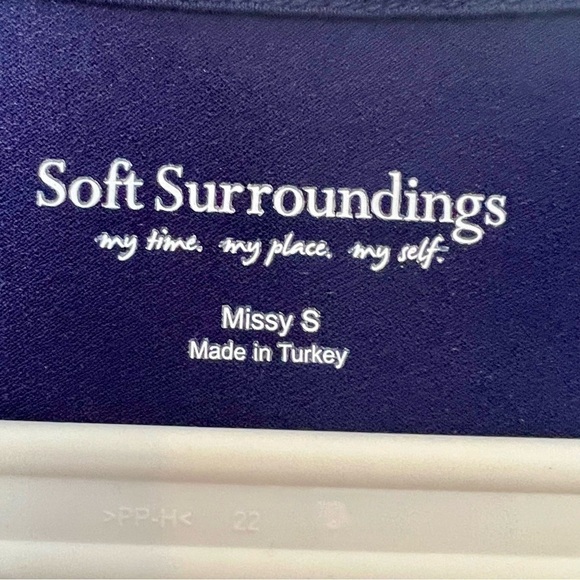 Soft Surroundings
my time. my place. my self.
Missy S
Made in Turkey
>PP-H< 22